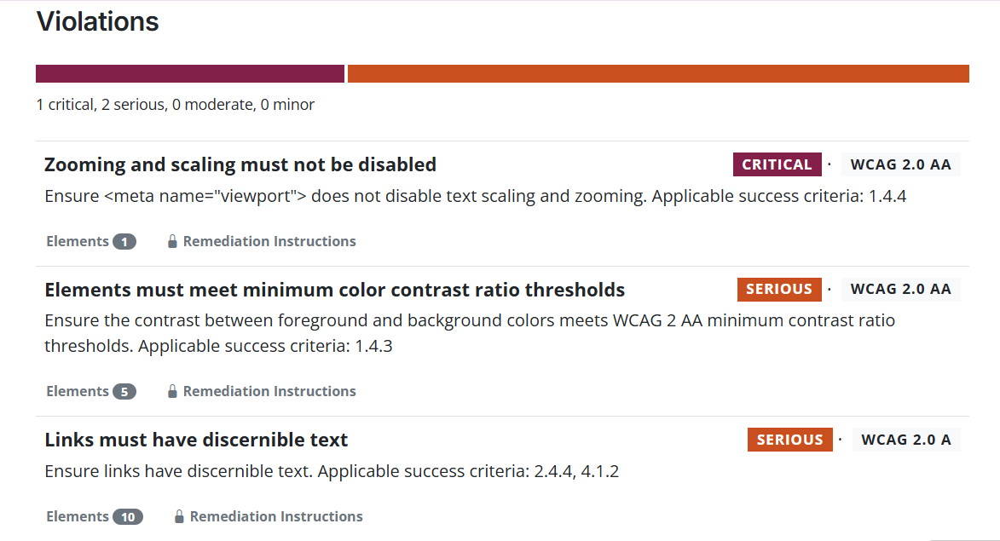 Violations
1 critical, 2 serious, 0 moderate, 0 minor
Zooming and scaling must not be disabled
CRITICAL · WCAG 2.0 AA
Ensure <meta name="viewport"> does not disable text scaling and zooming. Applicable success criteria: 1.4.4
Elements 1 Remediation Instructions
Elements must meet minimum color contrast ratio thresholds
SERIOUS · WCAG 2.0 AA
Ensure the contrast between foreground and background colors meets WCAG 2 AA minimum contrast ratio
thresholds. Applicable success criteria: 1.4.3
Elements 5 Remediation Instructions
Links must have discernible text
SERIOUS · WCAG 2.0 A
Ensure links have discernible text. Applicable success criteria: 2.4.4, 4.1.2
Elements 10 Remediation Instructions